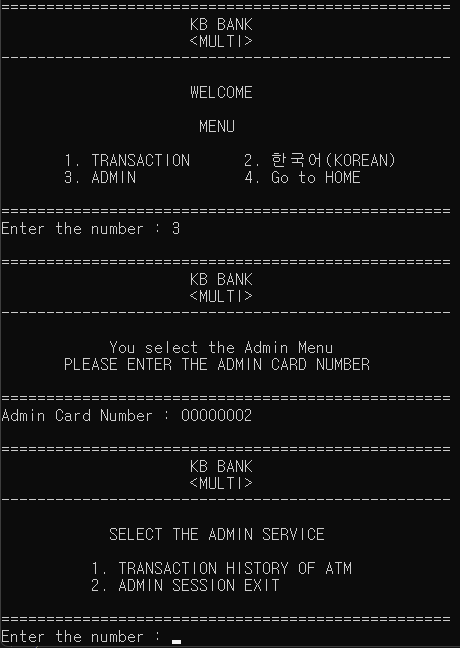 ==================================================
KB BANK
<MULTI>
--------------------------------------------------
WELCOME
MENU
1. TRANSACTION 2. 한국어(KOREAN)
3. ADMIN 4. Go to HOME
==================================================
Enter the number : 3
==================================================
KB BANK
<MULTI>
--------------------------------------------------
You select the Admin Menu
PLEASE ENTER THE ADMIN CARD NUMBER
==================================================
Admin Card Number : 00000002
==================================================
KB BANK
<MULTI>
--------------------------------------------------
SELECT THE ADMIN SERVICE
1. TRANSACTION HISTORY OF ATM
2. ADMIN SESSION EXIT
==================================================
Enter the number :